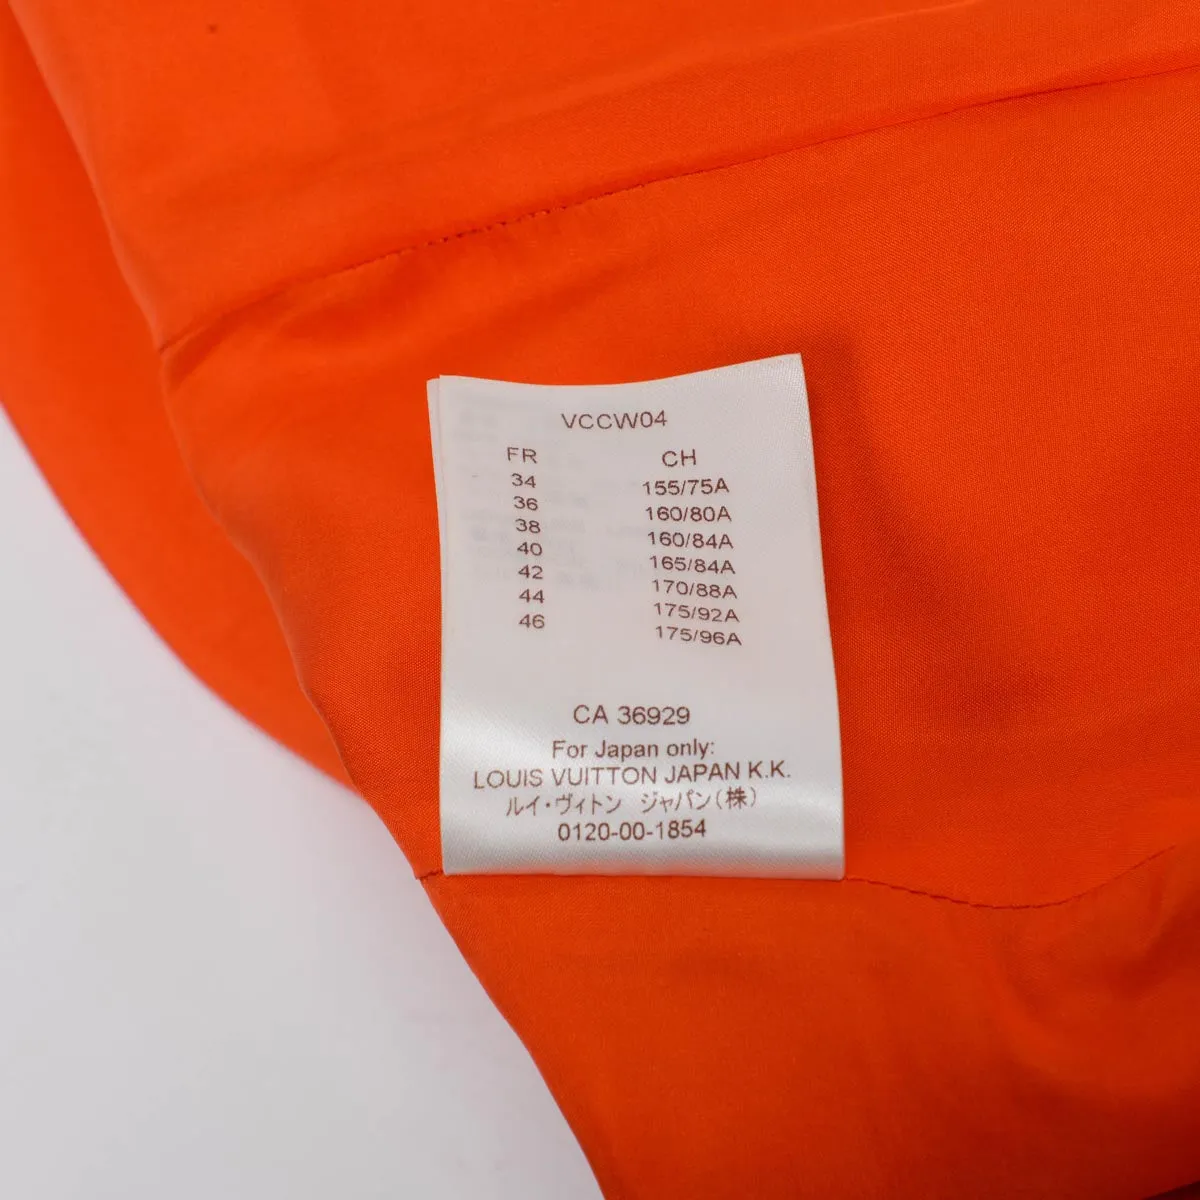 VCCW04
FR CH
34 155/75A
36 160/80A
38 160/84A
40 165/84A
42 170/88A
44 175/92A
46 175/96A
CA 36929
For Japan only:
LOUIS VUITTON JAPAN K.K.
ルイ・ヴィトン ジャパン(株)
0120-00-1854